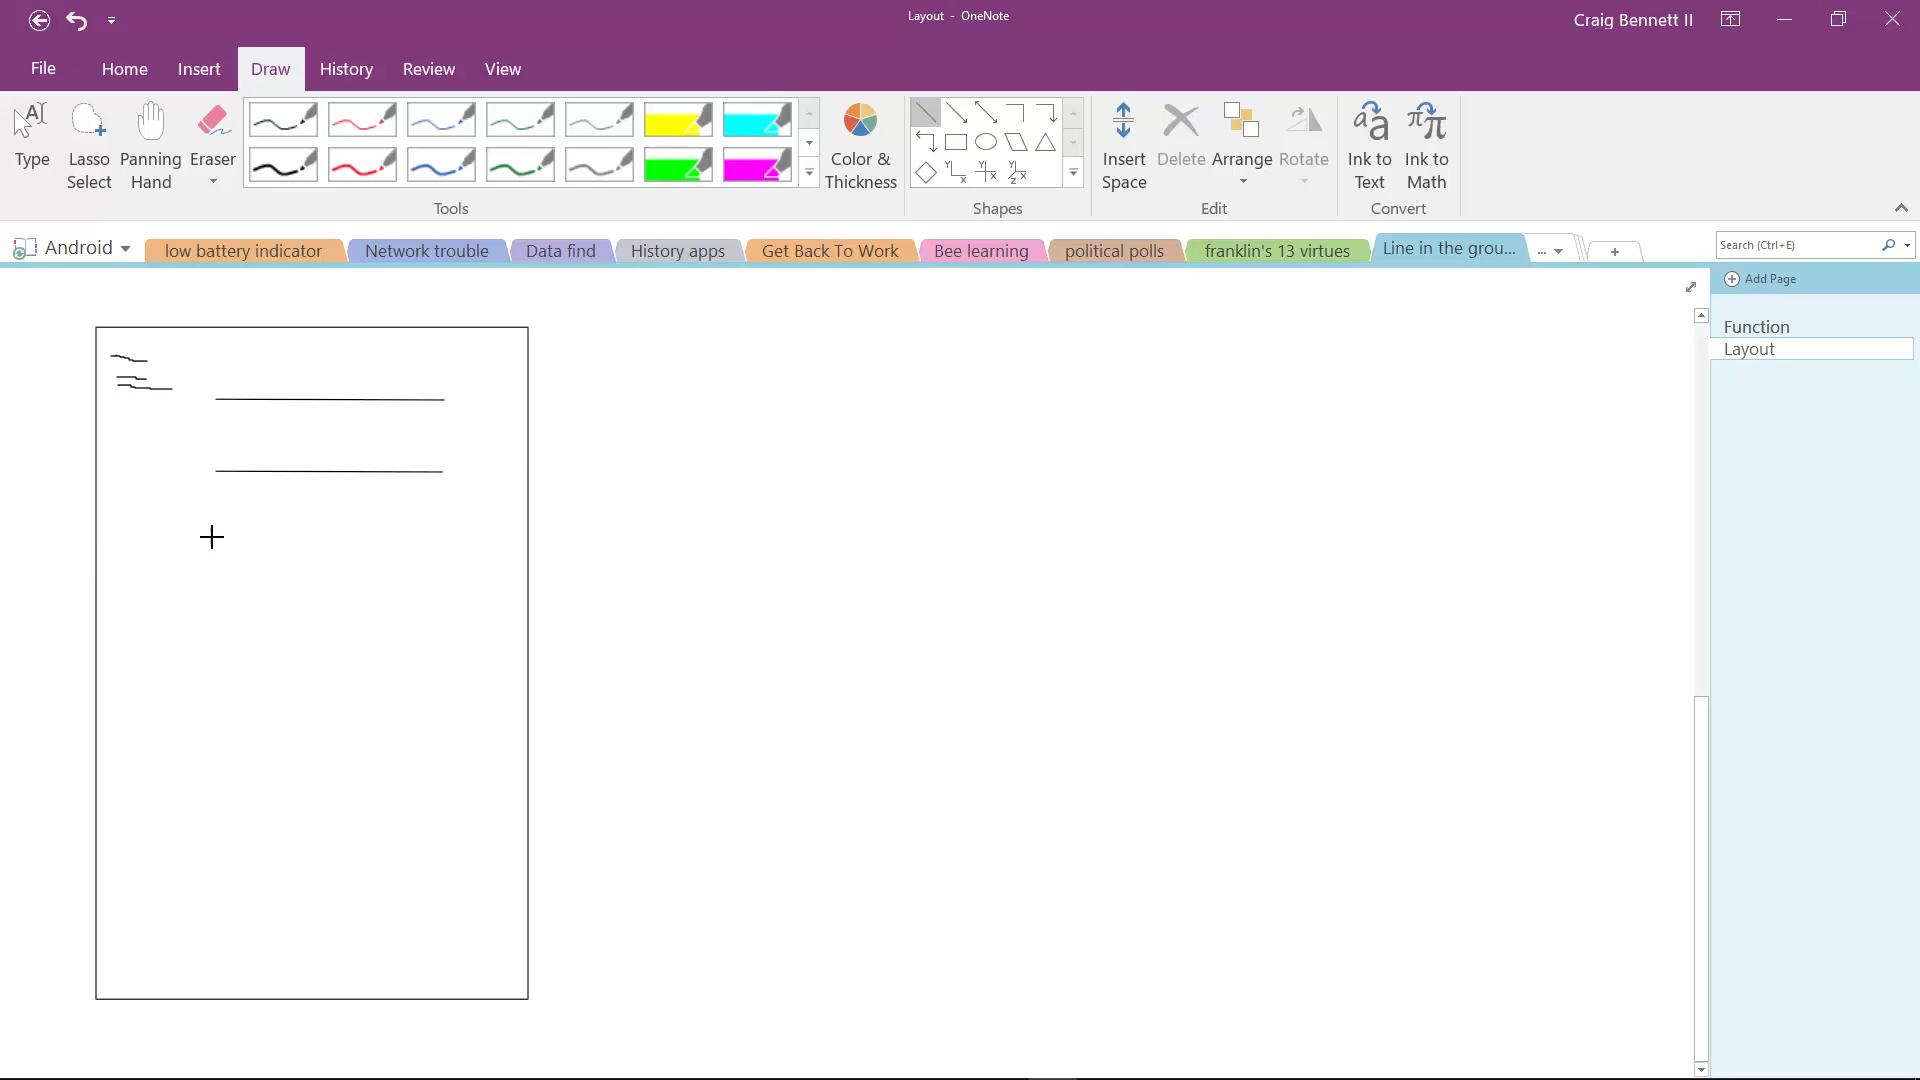 Layout - OneNote
Craig Bennett II
File Home Insert Draw History Review View
Type
Lasso Select
Panning Hand
Eraser
Color & Thickness
Insert Space
Delete
Arrange
Rotate
Ink to Text
Ink to Math
Tools
Shapes
Edit
Convert
Android
low battery indicator
Network trouble
Data find
History apps
Get Back To Work
Bee learning
political polls
franklin's 13 virtues
Line in the grou...
...
Search (Ctrl+E)
Add Page
Function
Layout